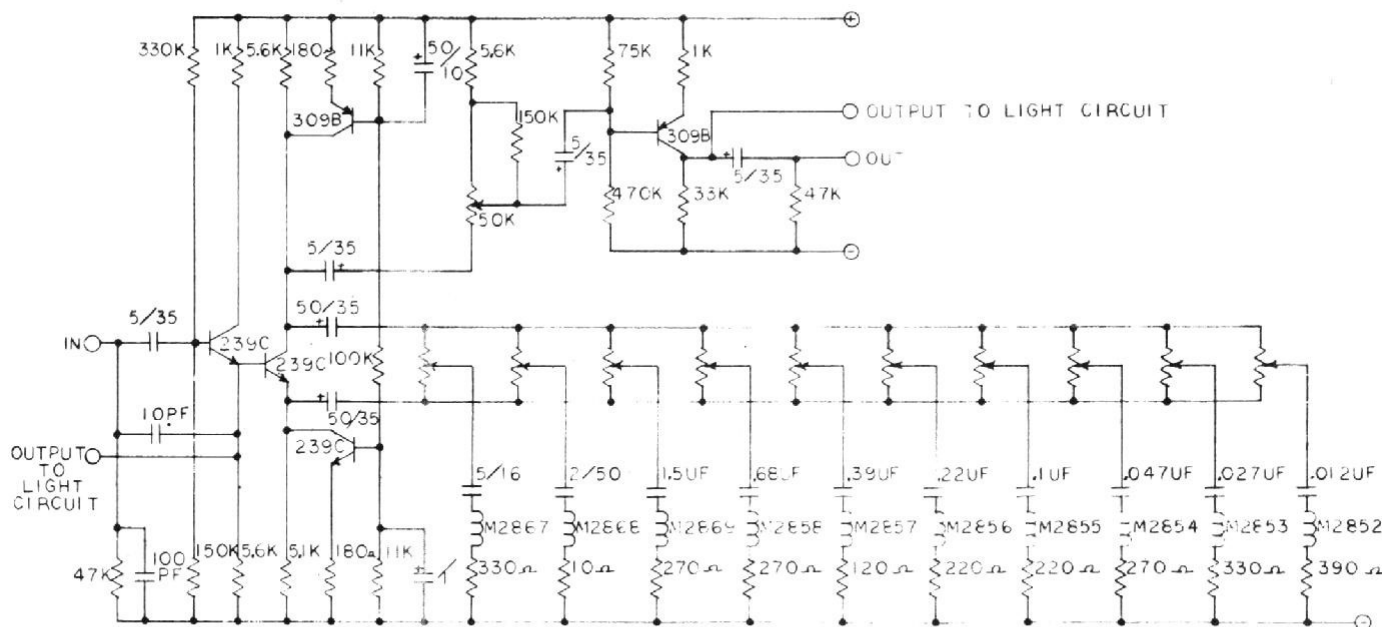 330K 1K 5.6K 180Ω 11K 50/10 5.6K 75K 1K
+
309B
150K
5/35
309B
OUTPUT TO LIGHT CIRCUIT
OUT
5/35
50K
470K 33K 47K
-
5/35
50/35
5/35
IN
239C
239C
100K
50/35
10PF
239C
OUTPUT
TO
LIGHT
CIRCUIT
5/16 2/50 1.5UF .68UF .39UF .22UF .1UF .047UF .027UF .012UF
M2867 M2868 M2869 M2858 M2857 M2856 M2855 M2854 M2853 M2852
47K
100
PF
150K 5.6K 5.1K 180Ω 11K
330Ω 10Ω 270Ω 270Ω 120Ω 220Ω 220Ω 270Ω 330Ω 390Ω
-